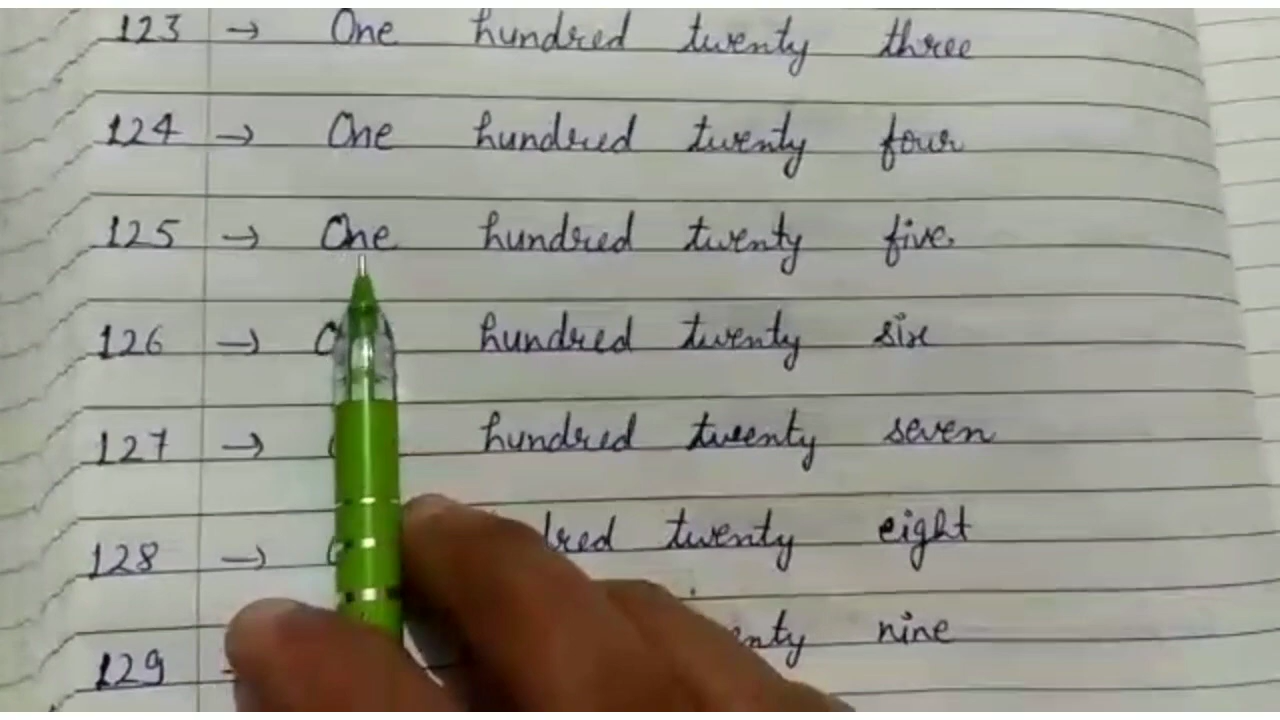 123 → One hundred twenty three
124 → One hundred twenty four
125 → One hundred twenty five.
126 → hundred twenty six
127 → hundred twenty seven
128 → twenty eight
129 → nine